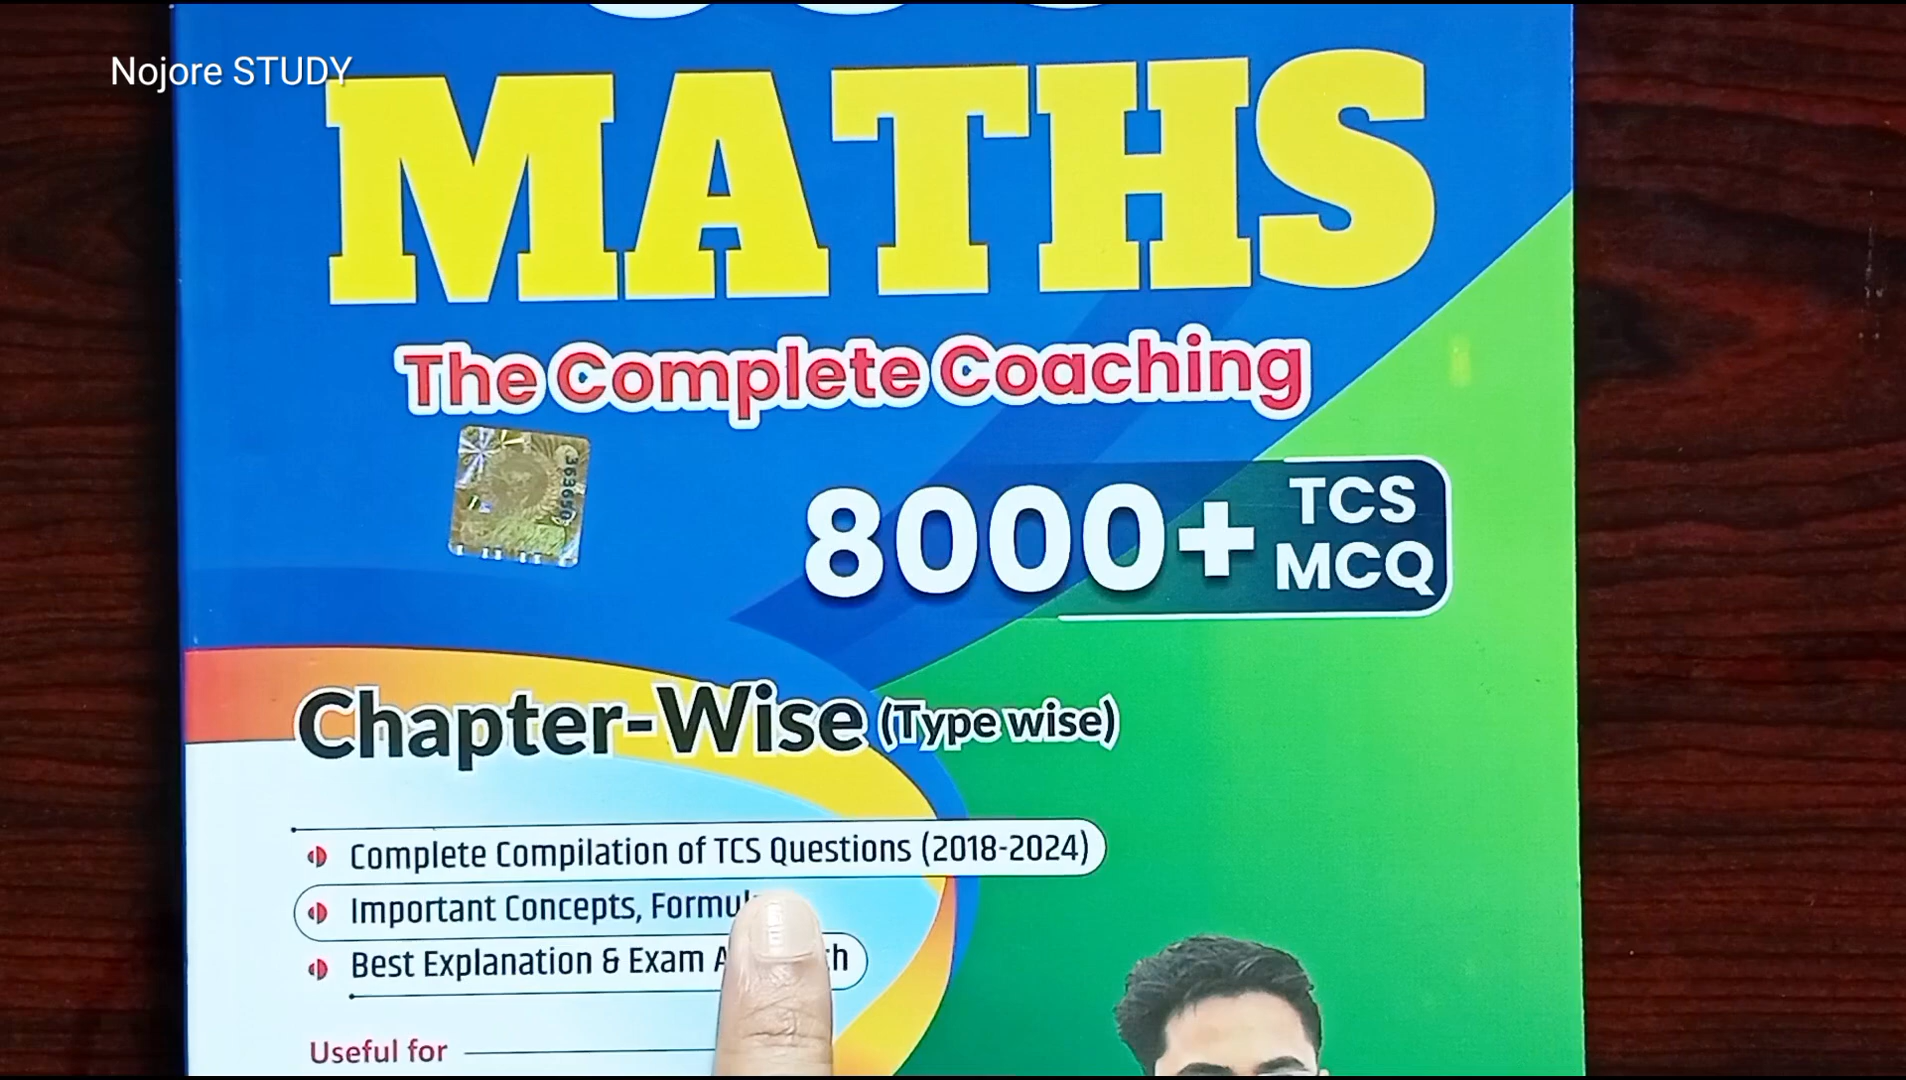 Nojore STUDY
MATHS
The Complete Coaching
363650
8000+ TCS
MCQ
Chapter-Wise (Type wise)
Complete Compilation of TCS Questions (2018-2024)
Important Concepts,
Best Explanation & Exam
Useful for